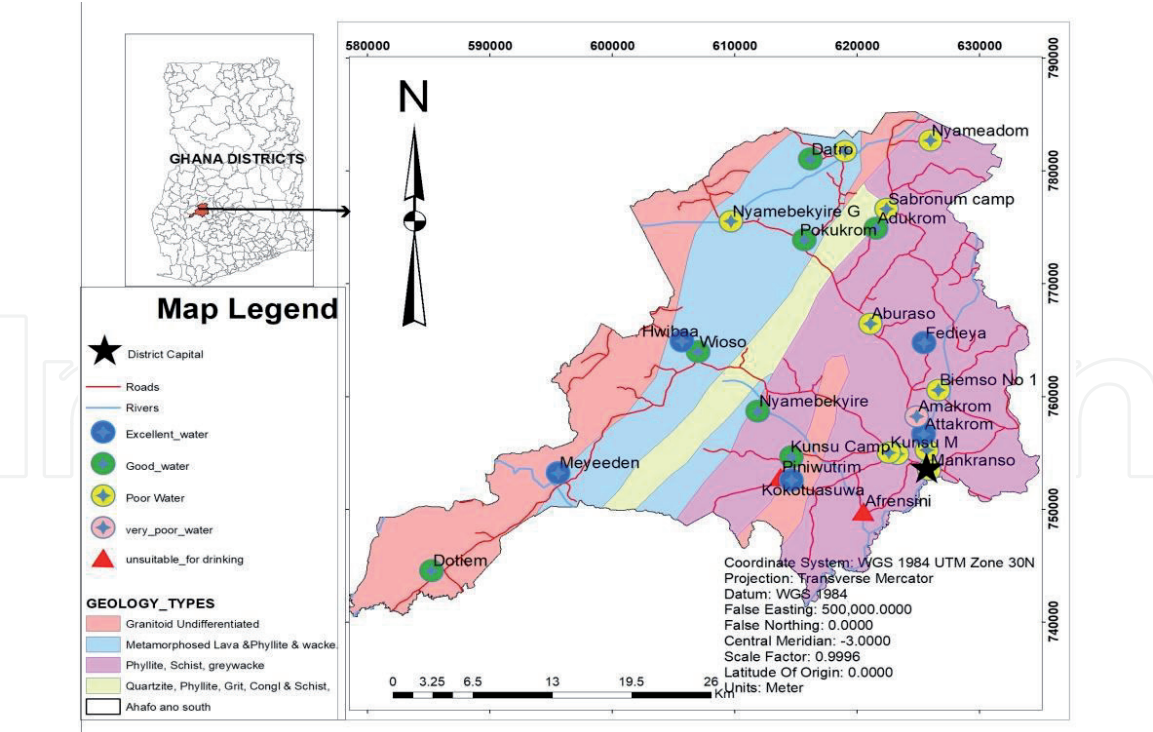 580000
590000
600000
610000
620000
630000
790000
780000
770000
760000
750000
740000
GHANA DISTRICTS
N
Nyameadom
Datro
Sabronum camp
Nyamebekyire G
Adukrom
Pokukrom
Aburaso
Hwibaa
Fedieya
Wioso
Biemso No 1
Nyamebekyire
Amakrom
Attakrom
Kunsu Camp
Kunsu M
Mankranso
Meyeeden
Piniwutrim
Kokotuasuwa
Afrensini
Dotiem
Map Legend
District Capital
Roads
Rivers
Excellent_water
Good_water
Poor Water
very_poor_water
unsuitable_for drinking
GEOLOGY_TYPES
Granitoid Undifferentiated
Metamorphosed Lava &Phyllite & wacke.
Phyllite, Schist, greywacke
Quartzite, Phyllite, Grit, Congl & Schist,
Ahafo ano south
Coordinate System: WGS 1984 UTM Zone 30N
Projection: Transverse Mercator
Datum: WGS 1984
False Easting: 500,000.0000
False Northing: 0.0000
Central Meridian: -3.0000
Scale Factor: 0.9996
Latitude Of Origin: 0.0000
Units: Meter
0 3.25 6.5 13 19.5 26
Km